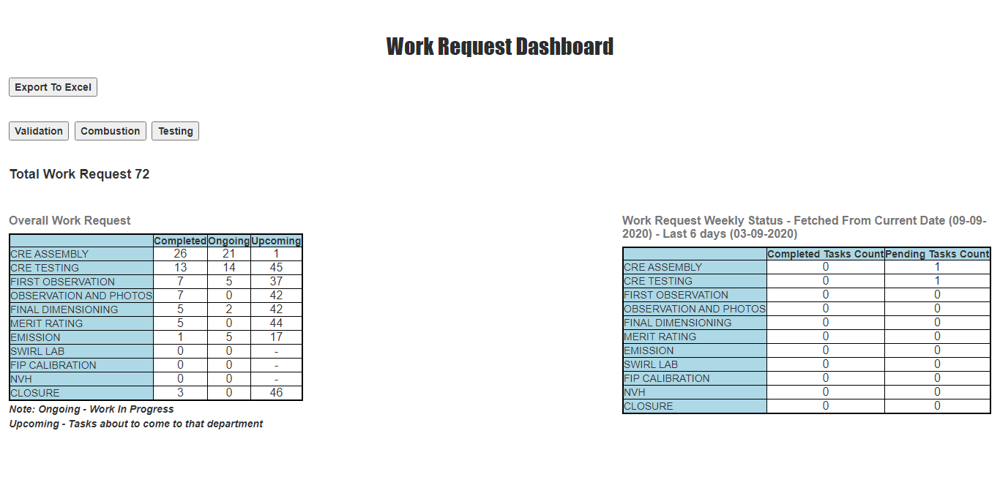 Work Request Dashboard
Export To Excel
Validation Combustion Testing
Total Work Request 72
Overall Work Request
Completed Ongoing Upcoming
CRE ASSEMBLY 26 21 1
CRE TESTING 13 14 45
FIRST OBSERVATION 7 5 37
OBSERVATION AND PHOTOS 7 0 42
FINAL DIMENSIONING 5 2 42
MERIT RATING 5 0 44
EMISSION 1 5 17
SWIRL LAB 0 0 -
FIP CALIBRATION 0 0 -
NVH 0 0 -
CLOSURE 3 0 46
Note: Ongoing - Work In Progress
Upcoming - Tasks about to come to that department
Work Request Weekly Status - Fetched From Current Date (09-09-
2020) - Last 6 days (03-09-2020)
Completed Tasks Count Pending Tasks Count
CRE ASSEMBLY 0 1
CRE TESTING 0 1
FIRST OBSERVATION 0 0
OBSERVATION AND PHOTOS 0 0
FINAL DIMENSIONING 0 0
MERIT RATING 0 0
EMISSION 0 0
SWIRL LAB 0 0
FIP CALIBRATION 0 0
NVH 0 0
CLOSURE 0 0